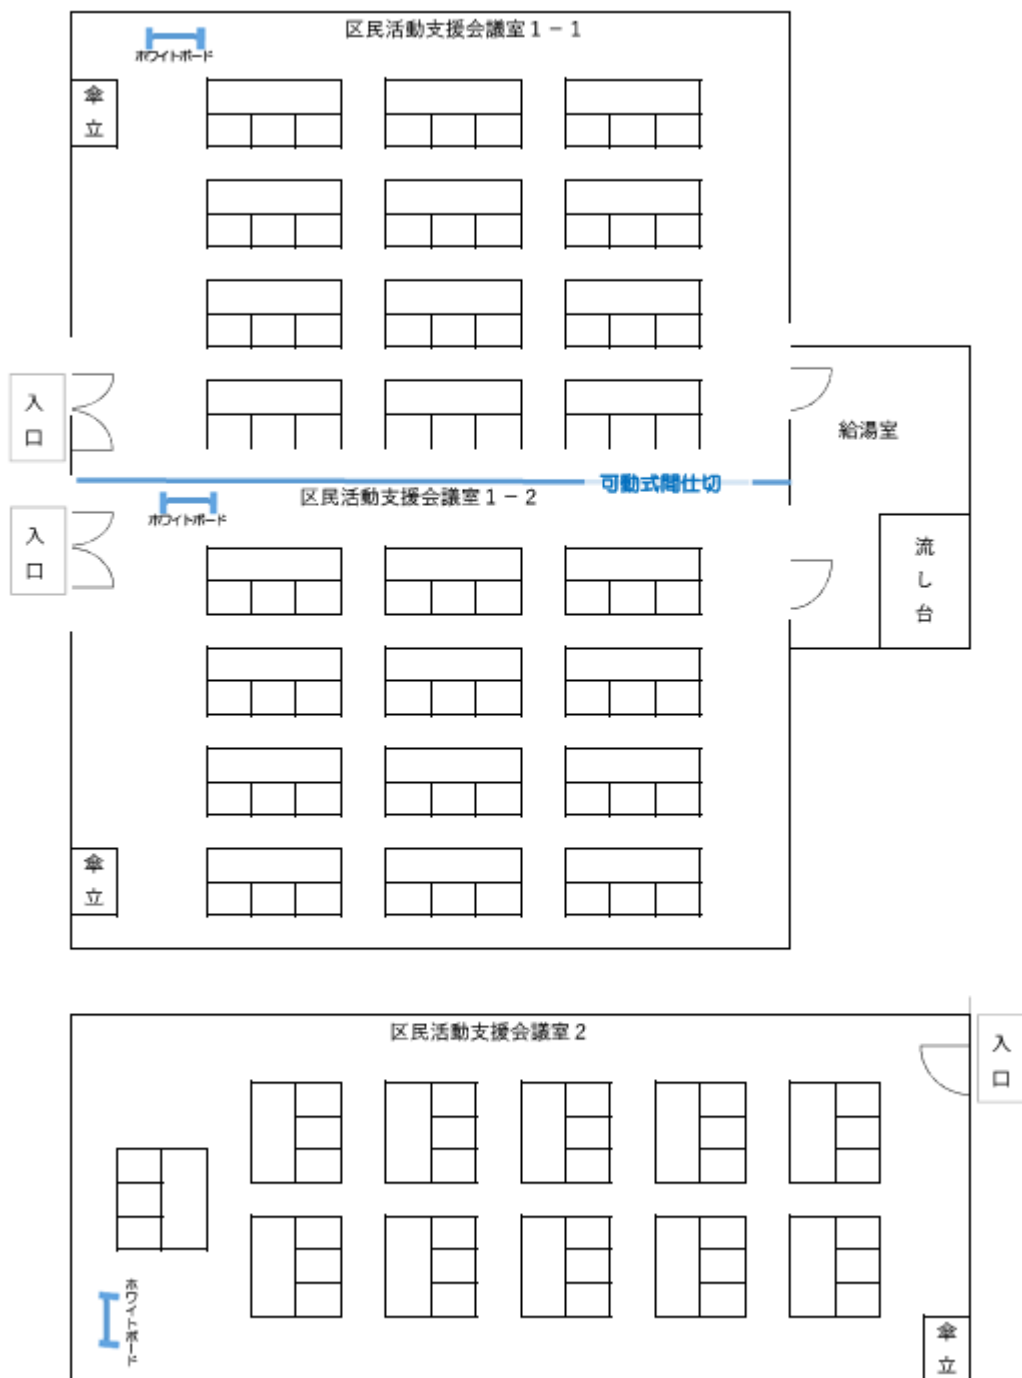 区民活動支援会議室１－１
ホワイトボード
傘立
入口
給湯室
可動式間仕切
区民活動支援会議室１－２
ホワイトボード
入口
流し台
傘立
区民活動支援会議室２
入口
ホワイトボード
傘立